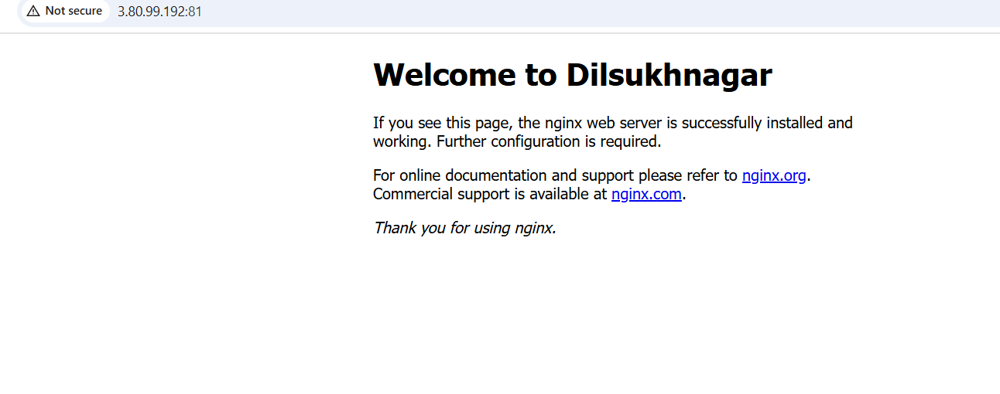 Not secure 3.80.99.192:81
Welcome to Dilsukhnagar
If you see this page, the nginx web server is successfully installed and
working. Further configuration is required.
For online documentation and support please refer to nginx.org.
Commercial support is available at nginx.com.
Thank you for using nginx.